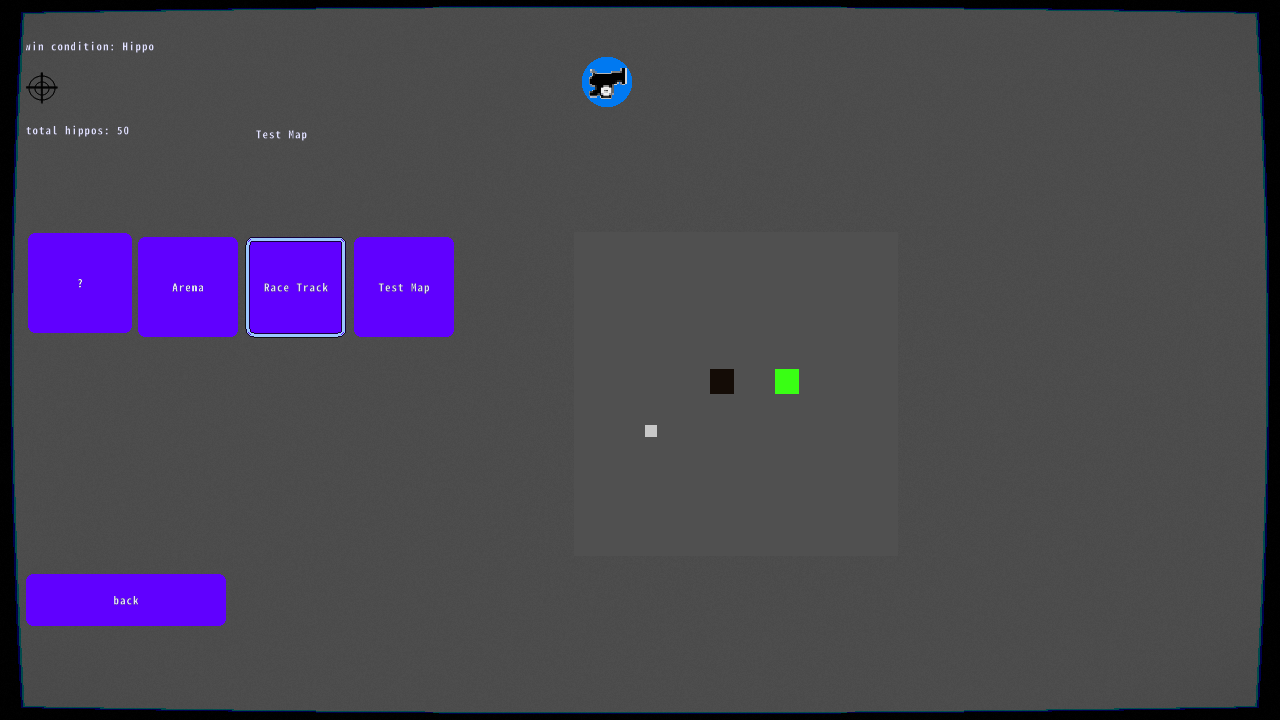 win condition: Hippo
total hippos: 50
Test Map
?
Arena
Race Track
Test Map
back